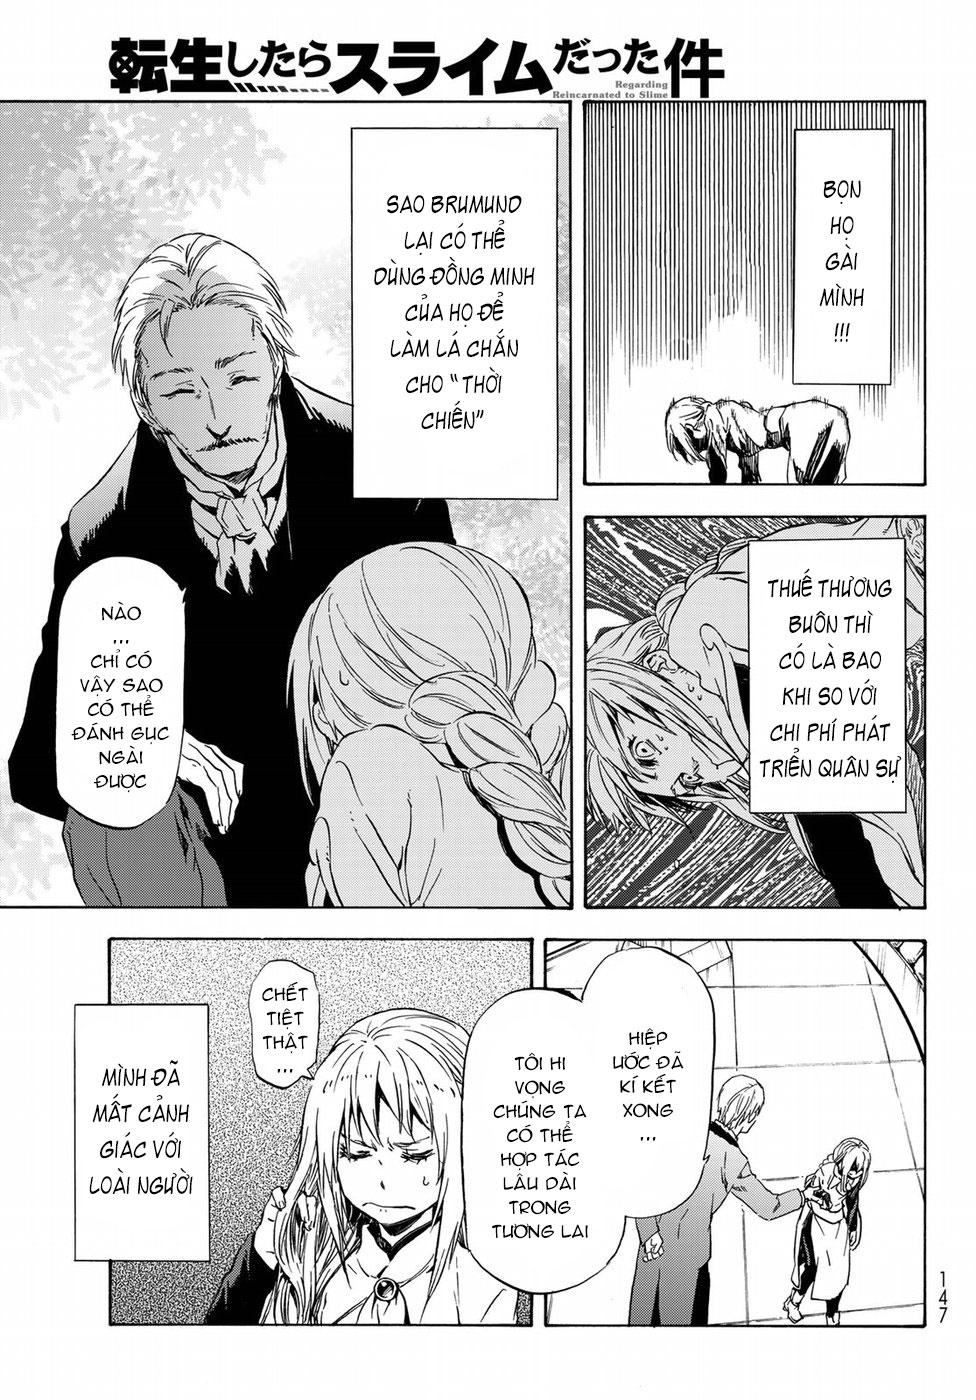 転生したらスライムだった件
Regarding
Reincarnated to Slime
BỌN
HỌ
GÀI
MÌNH
!!!
SAO BRUMUND
LẠI CÓ THỂ
DÙNG ĐỒNG MINH
CỦA HỌ ĐỂ
LÀM LÁ CHẮN
CHO “THỜI
CHIẾN”
THUẾ THƯƠNG
BUÔN THÌ
CÓ LÀ BAO
KHI SO VỚI
CHI PHÍ PHÁT
TRIỂN QUÂN SỰ
NÀO
...
CHỈ CÓ
VẬY SAO
CÓ THỂ
ĐÁNH GỤC
NGÀI
ĐƯỢC
HIỆP
ƯỚC ĐÃ
KÍ KẾT
XONG
...
TÔI HI
VỌNG
CHÚNG TA
CÓ THỂ
HỢP TÁC
LÂU DÀI
TRONG
TƯƠNG LAI
CHẾT
TIỆT
THẬT
...
MÌNH ĐÃ
MẤT CẢNH
GIÁC VỚI
LOÀI NGƯỜI
147